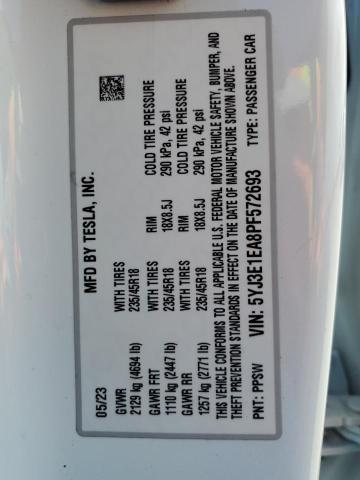 MFD BY TESLA, INC.
05/23
GVWR WITH TIRES RIM COLD TIRE PRESSURE
2129 kg (4694 lb) 235/45R18 18X8.5J 290 kPa, 42 psi
GAWR FRT WITH TIRES RIM COLD TIRE PRESSURE
1110 kg (2447 lb) 235/45R18 18X8.5J 290 kPa, 42 psi
GAWR RR
1257 kg (2771 lb)
THIS VEHICLE CONFORMS TO ALL APPLICABLE U.S. FEDERAL MOTOR VEHICLE SAFETY, BUMPER, AND
THEFT PREVENTION STANDARDS IN EFFECT ON THE DATE OF MANUFACTURE SHOWN ABOVE.
VIN: 5YJ3E1EA8PF572693 TYPE: PASSENGER CAR
PNT: PPSW